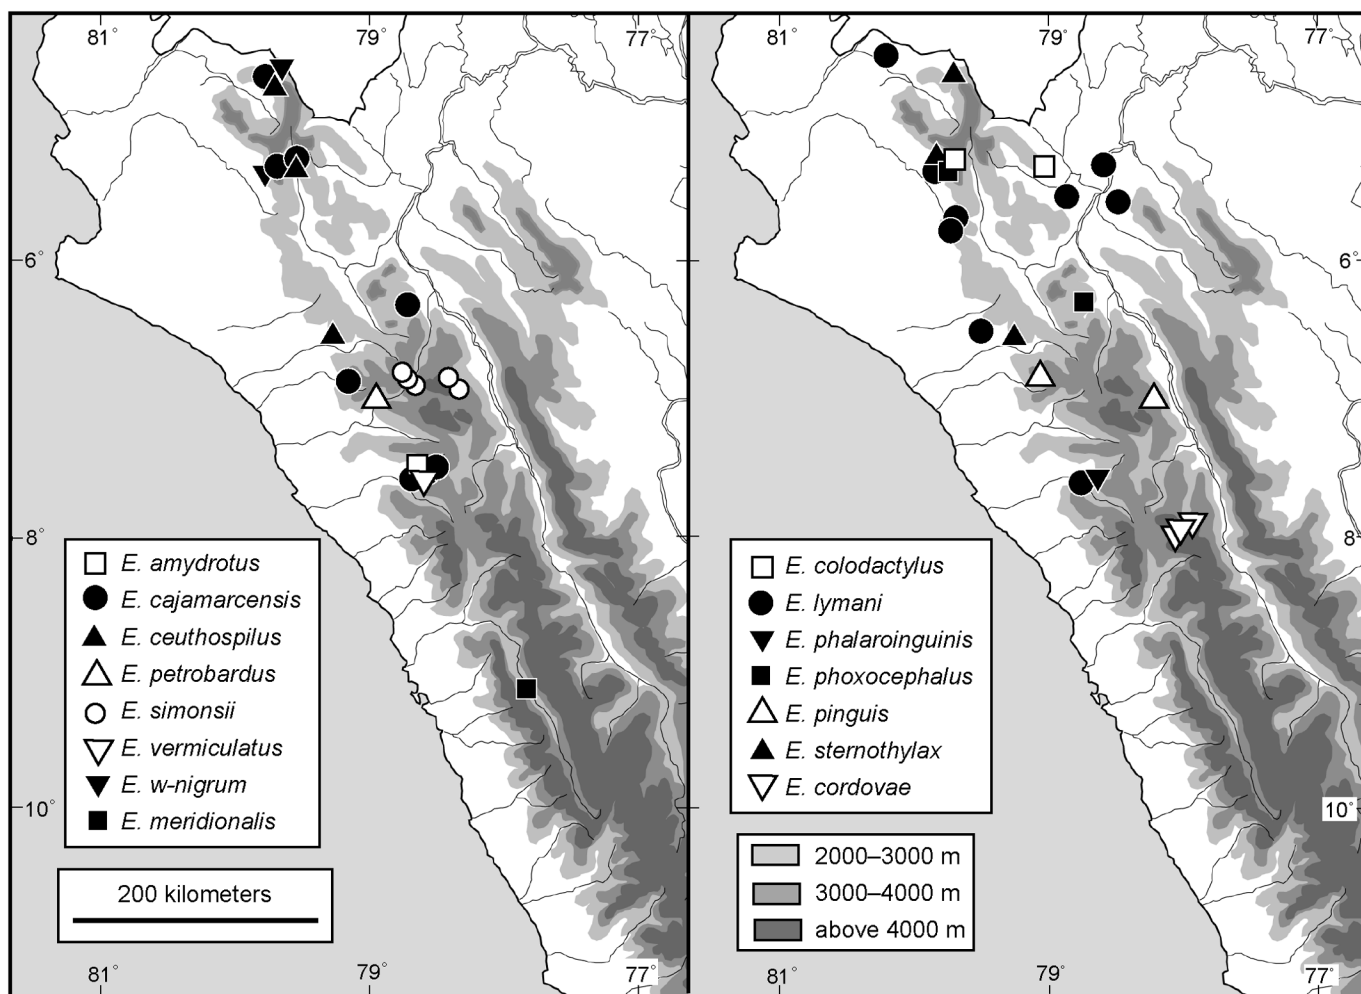 81°
79°
77°
6°
8°
10°
E. amydrotus
E. cajamarcensis
E. ceuthospilus
E. petrobardus
E. simonsii
E. vermiculatus
E. w-nigrum
E. meridionalis
200 kilometers
81°
79°
77°
81°
79°
77°
6°
8°
10°
E. colodactylus
E. lymani
E. phalaroinguinis
E. phoxocephalus
E. pinguis
E. sternothylax
E. cordovae
2000–3000 m
3000–4000 m
above 4000 m
81°
79°
77°